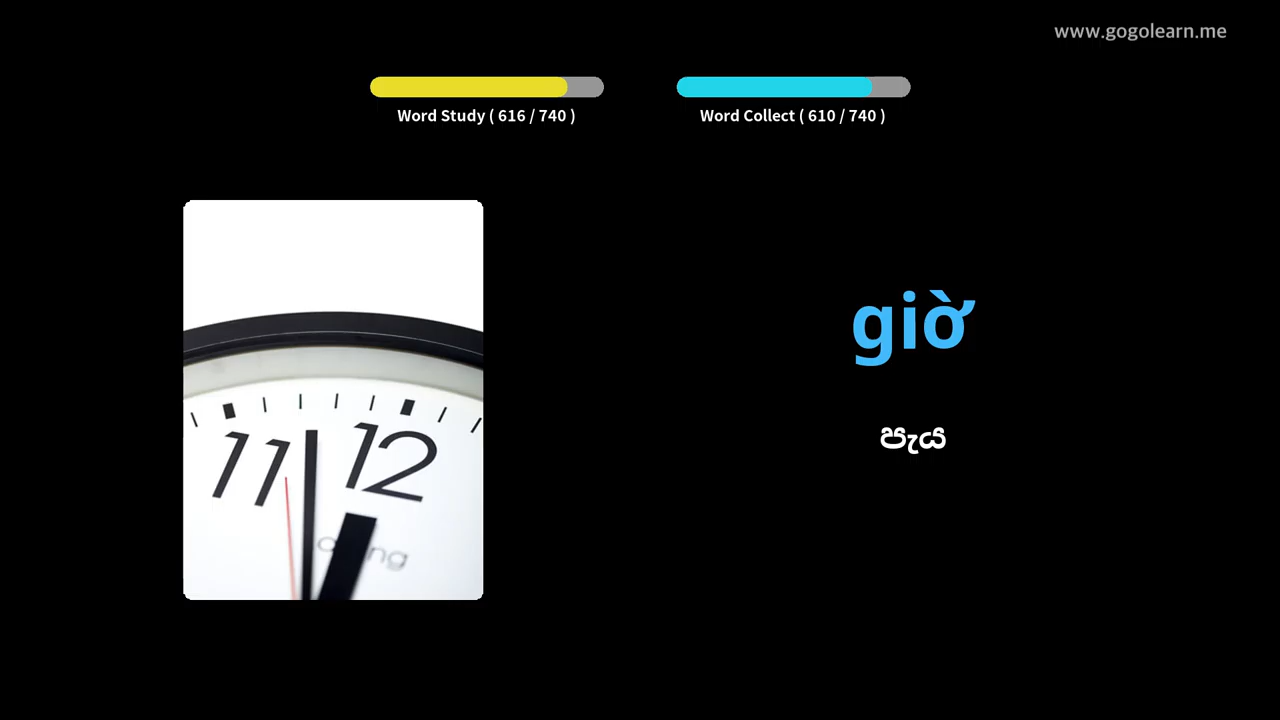 www.gogolearn.me
Word Study ( 616 / 740 )
Word Collect ( 610 / 740 )
giờ
පැය
11
12